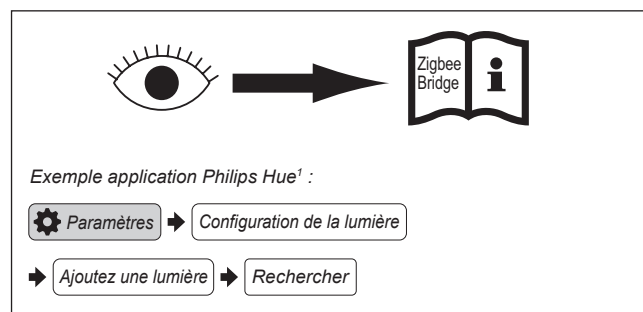 Zigbee
Bridge
Exemple application Philips Hue¹ :
Paramètres Configuration de la lumière
Ajoutez une lumière Rechercher